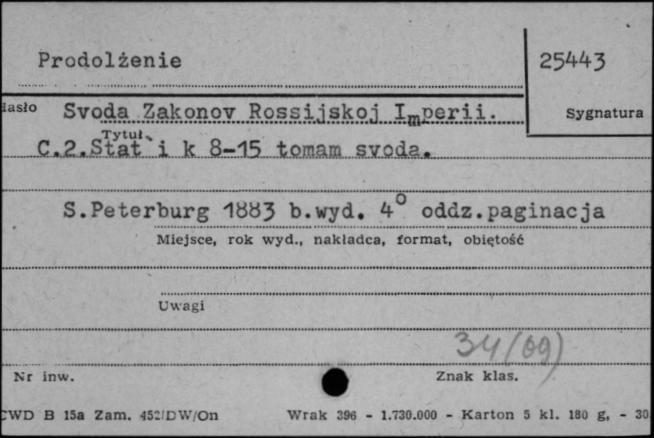 Prodolżenie
25443
Hasło Svoda Zakonov Rossijskoj Imperii.
Sygnatura
Tytuł
C.2.Stat'i k 8-15 tomam svoda.
S.Peterburg 1883 b.wyd. 4° oddz.paginacja
Miejsce, rok wyd., nakładca, format, obiętość
Uwagi
34(09)
Nr inw.
Znak klas.
CWD B 15a Zam. 452/DW/On Wrak 396 - 1.730.000 - Karton 5 kl. 180 g, - 30